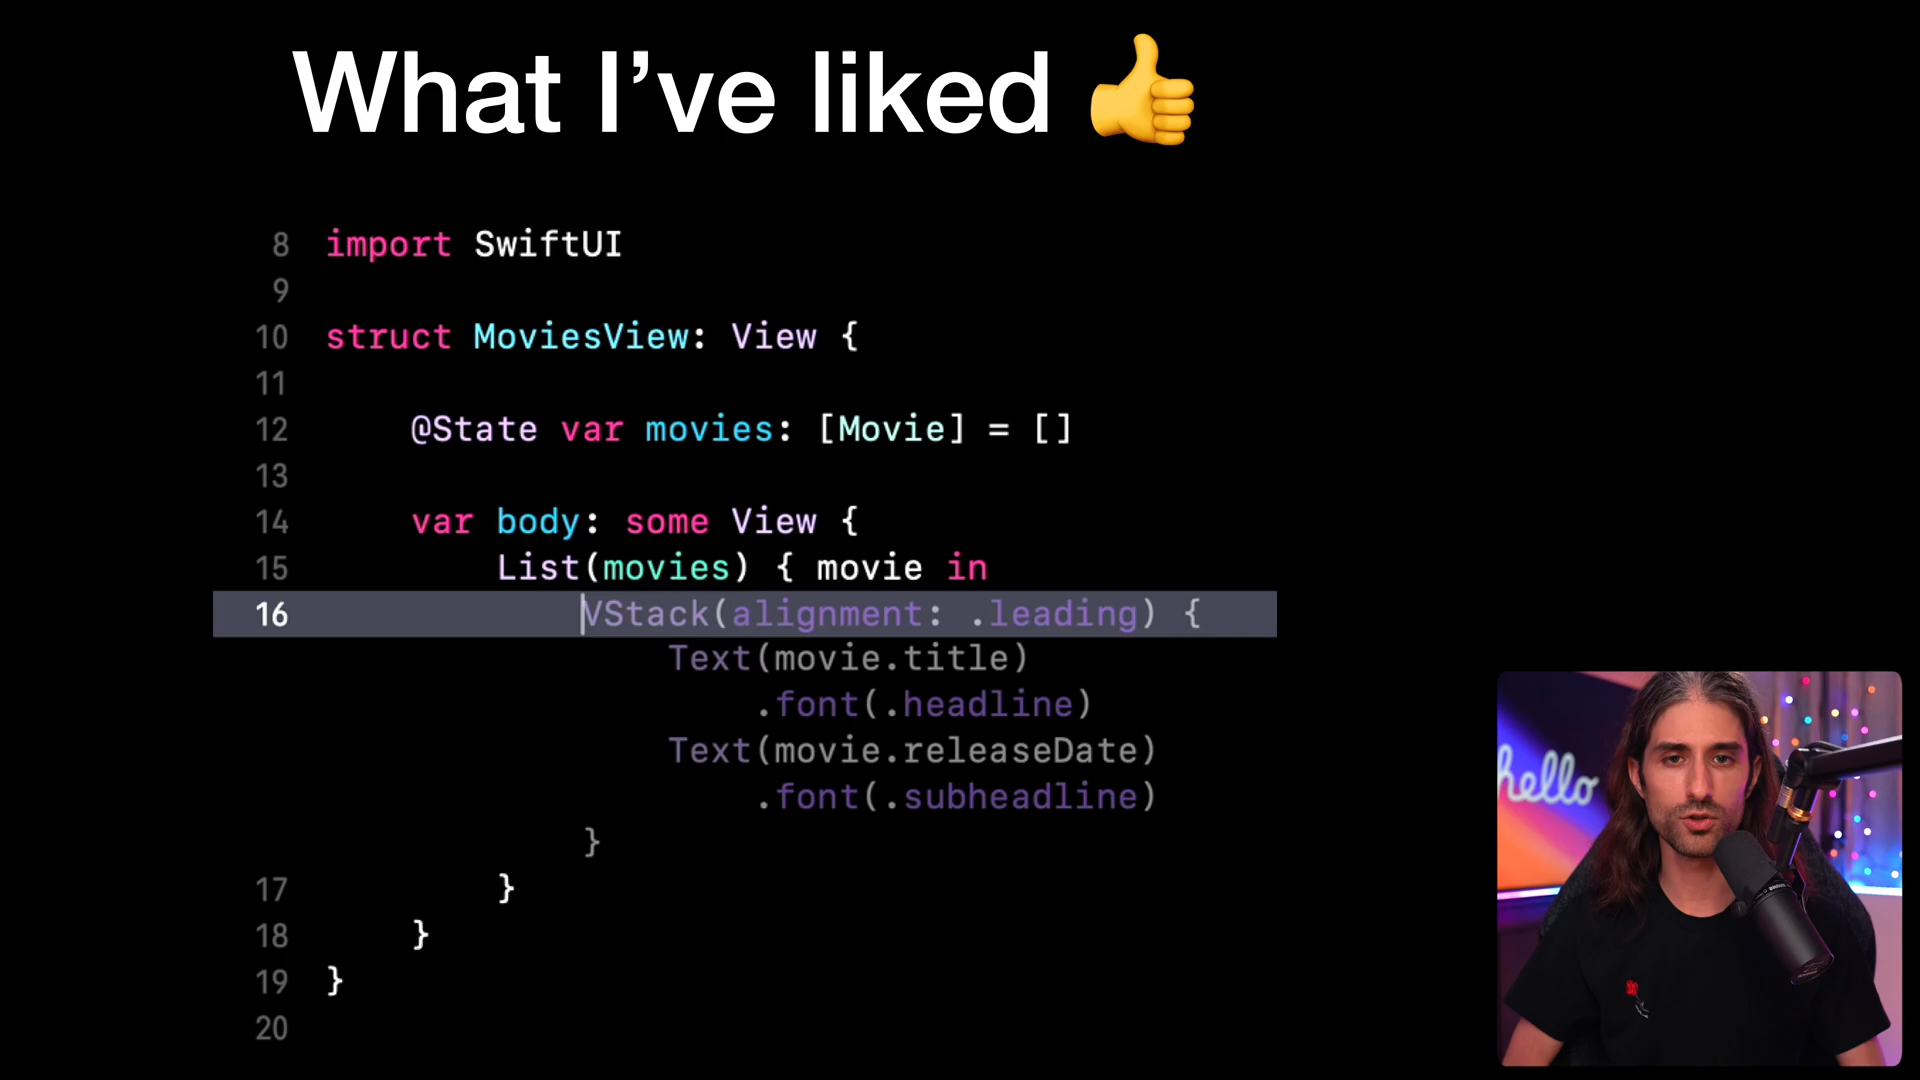 What I’ve liked 👍
8 import SwiftUI
9
10 struct MoviesView: View {
11
12 @State var movies: [Movie] = []
13
14 var body: some View {
15 List(movies) { movie in
16 VStack(alignment: .leading) {
Text(movie.title)
.font(.headline)
Text(movie.releaseDate)
.font(.subheadline)
}
17 }
18 }
19 }
20
hello